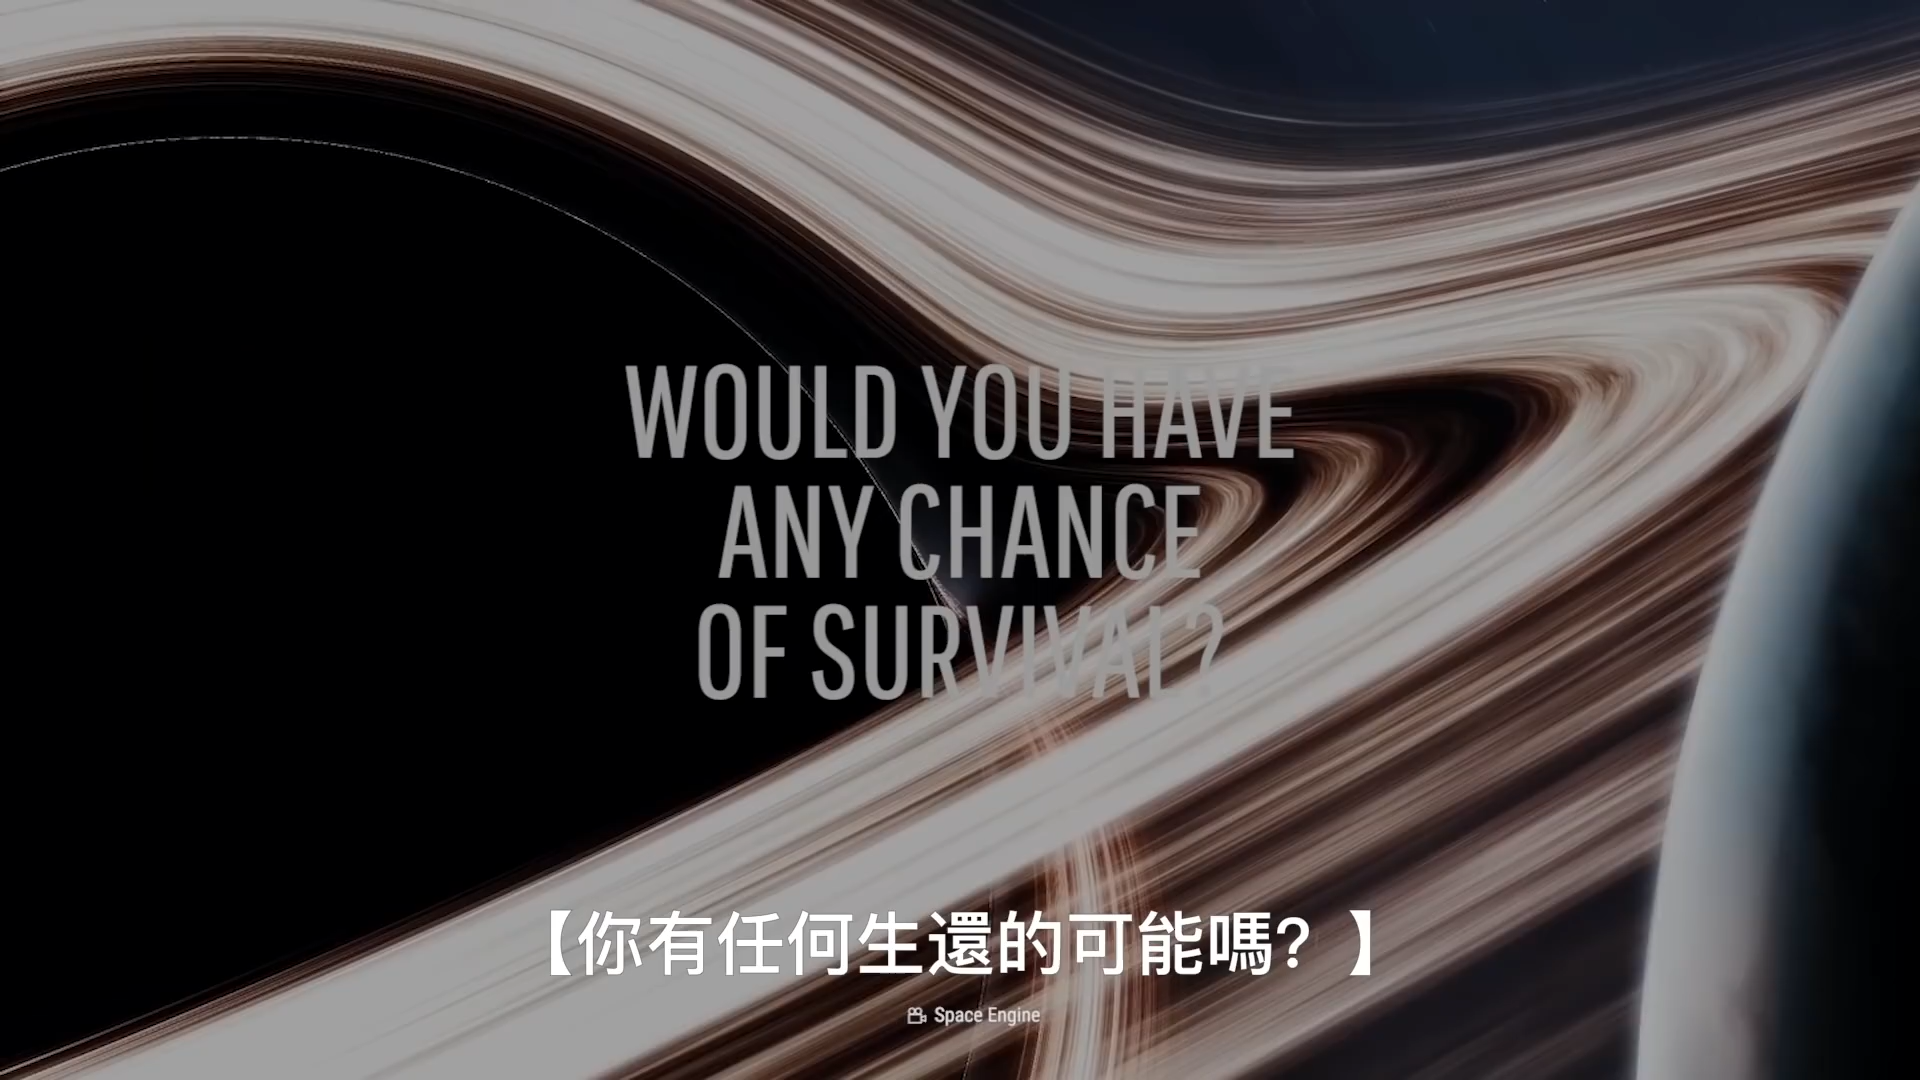 WOULD YOU HAVE
ANY CHANCE
OF SURVIVAL?
【你有任何生還的可能嗎？】
Space Engine